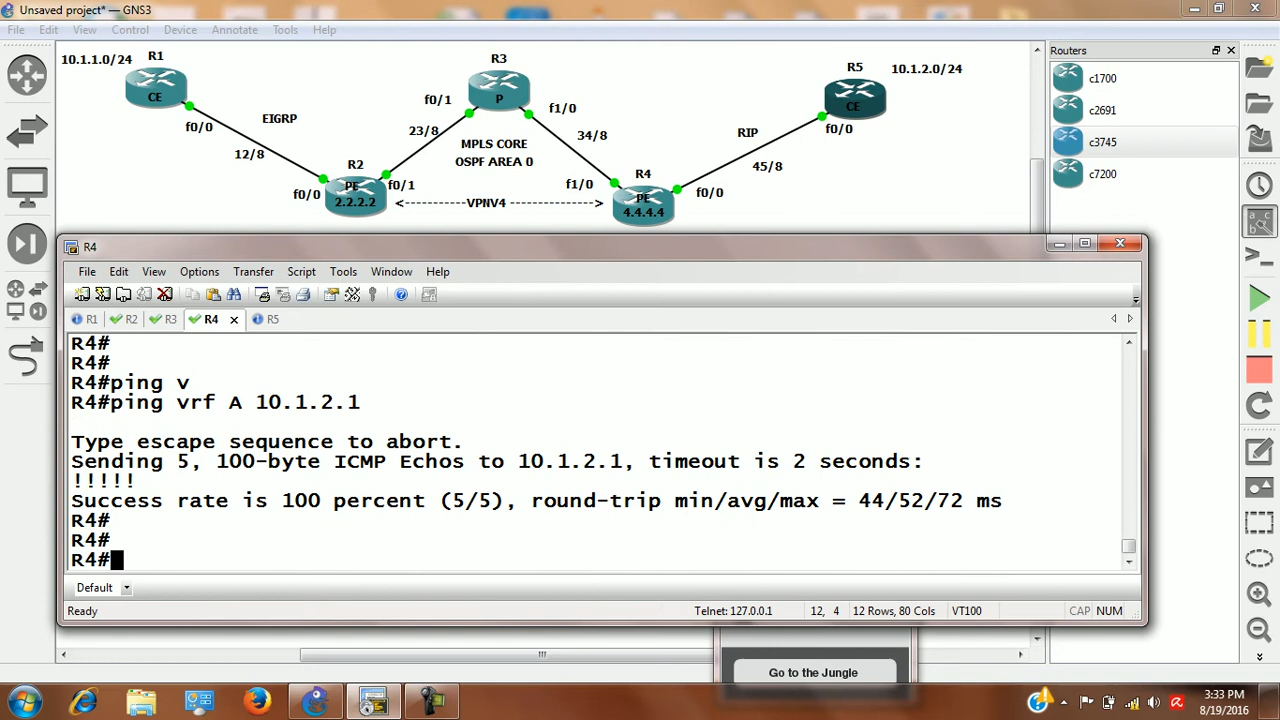 Unsaved project* — GNS3
File Edit View Control Device Annotate Tools Help
10.1.1.0/24
R1
CE
f0/0
EIGRP
12/8
R2
PE
2.2.2.2
f0/0
f0/1
23/8
f0/1
R3
P
f1/0
MPLS CORE
OSPF AREA 0
34/8
<---------VPNV4 ----------->
f1/0
R4
PE
4.4.4.4
f0/0
RIP
45/8
R5
CE
f0/0
10.1.2.0/24
Routers
c1700
c2691
c3745
c7200
R4
File Edit View Options Transfer Script Tools Window Help
R1 R2 R3 R4 R5
R4#
R4#
R4#ping v
R4#ping vrf A 10.1.2.1
Type escape sequence to abort.
Sending 5, 100-byte ICMP Echos to 10.1.2.1, timeout is 2 seconds:
!!!!!
Success rate is 100 percent (5/5), round-trip min/avg/max = 44/52/72 ms
R4#
R4#
R4#
Default
Ready Telnet: 127.0.0.1 12, 4 12 Rows, 80 Cols VT100 CAP NUM
Go to the Jungle
3:33 PM
8/19/2016